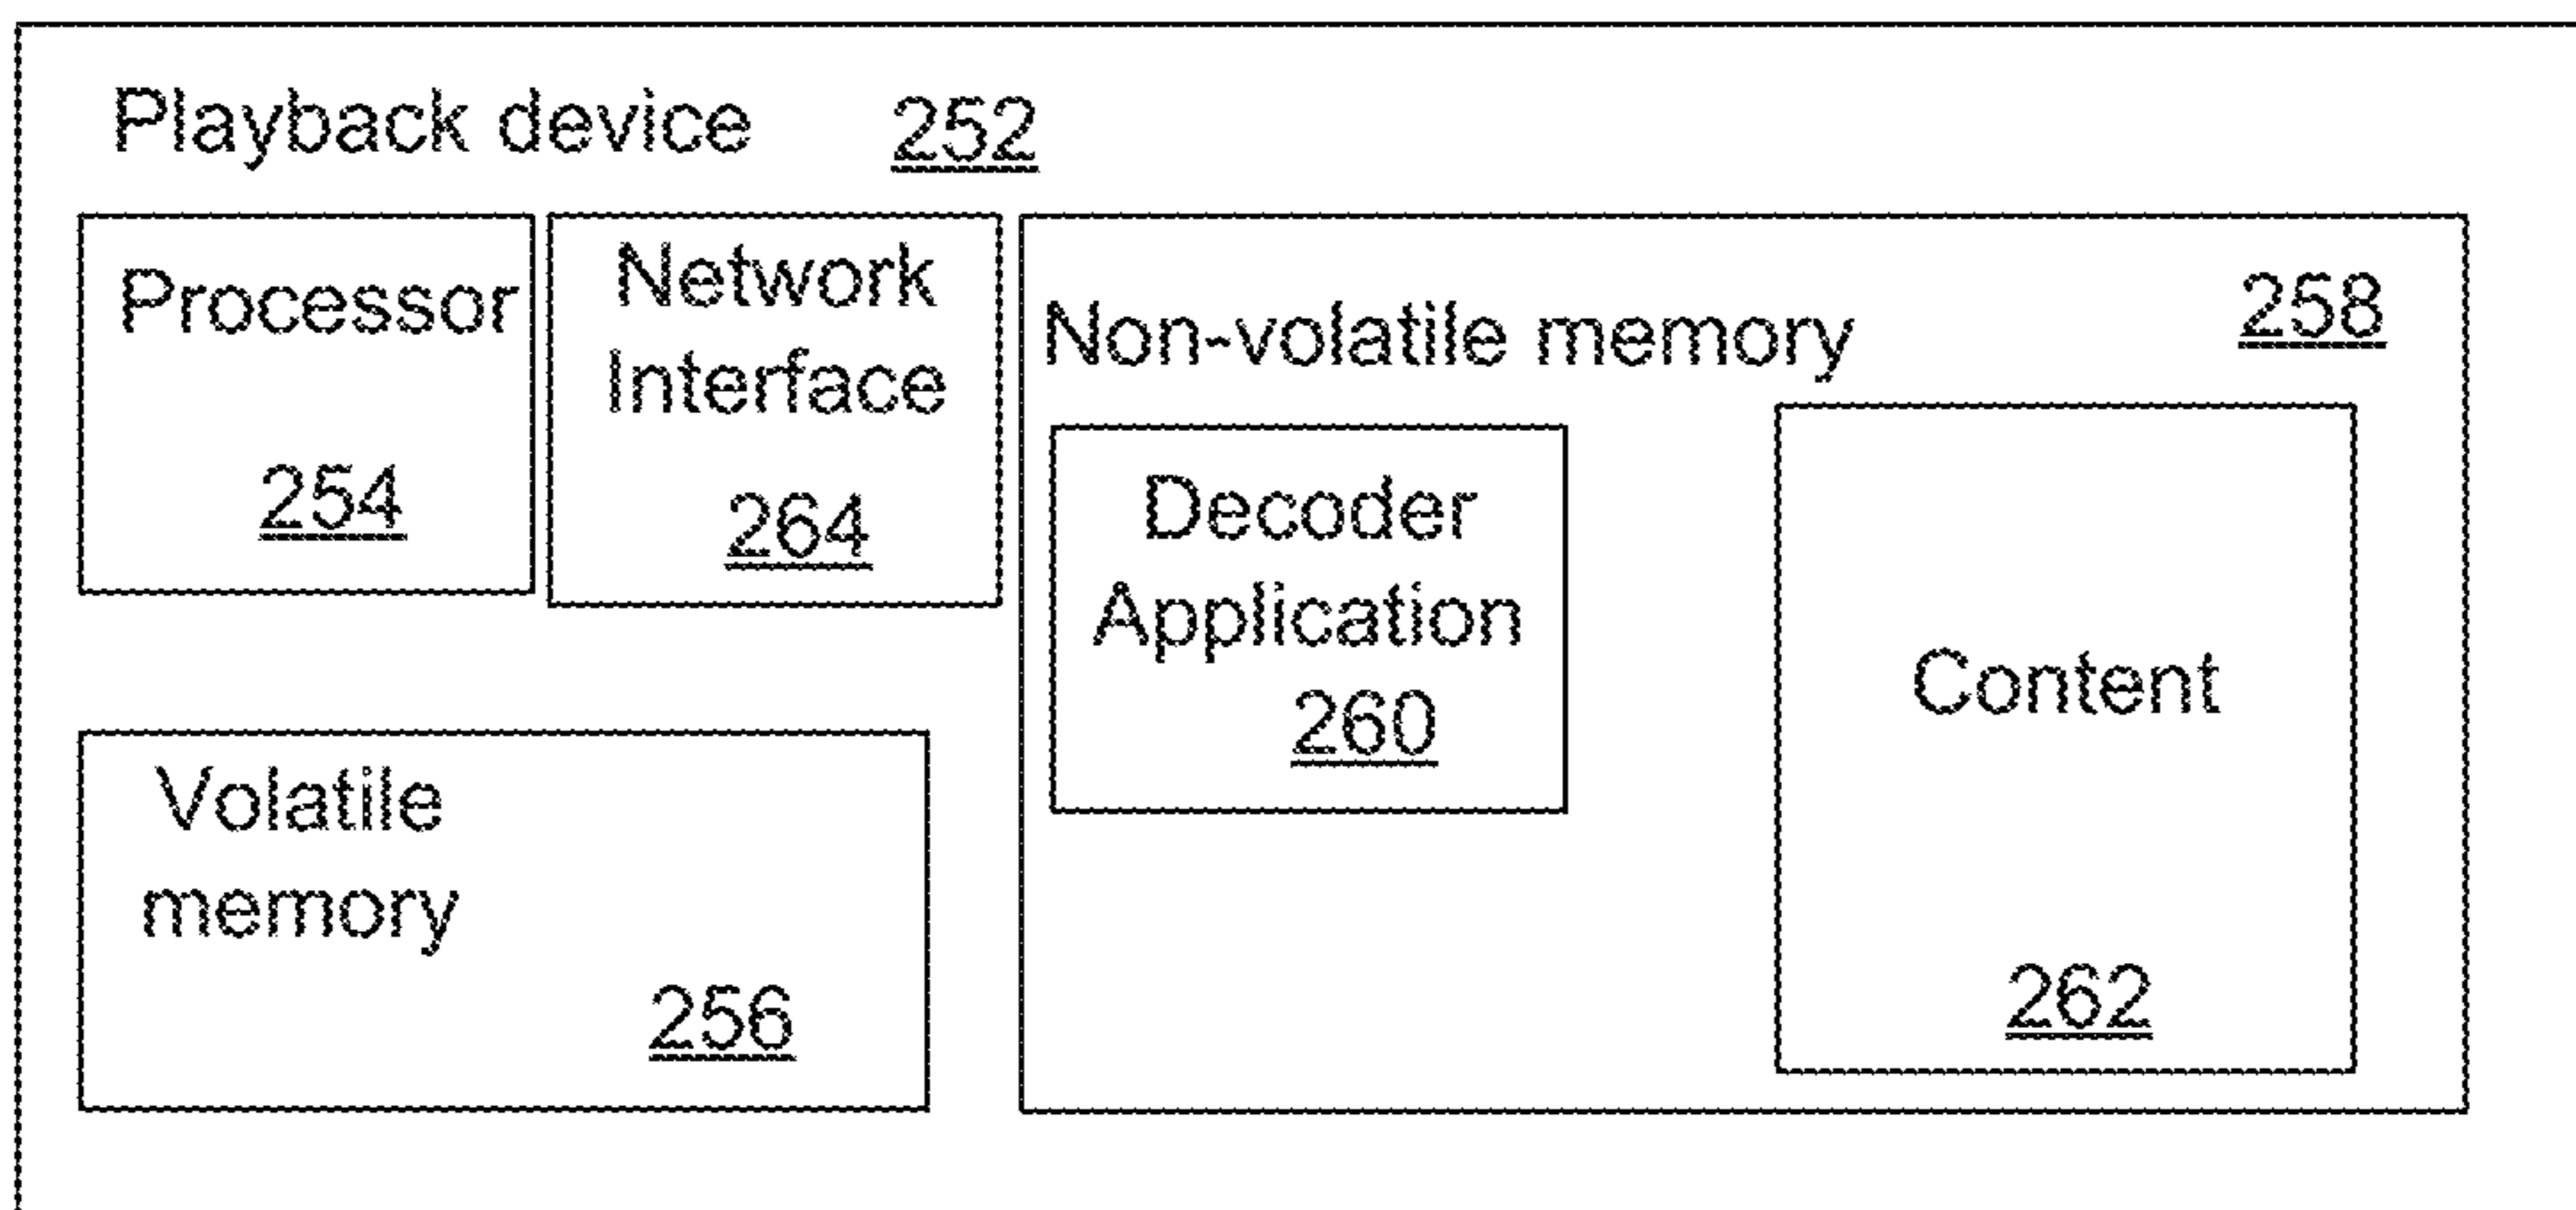 Playback device 252
Processor
254
Network
Interface
264
Non-volatile memory 258
Decoder
Application
260
Content
262
Volatile
memory
256